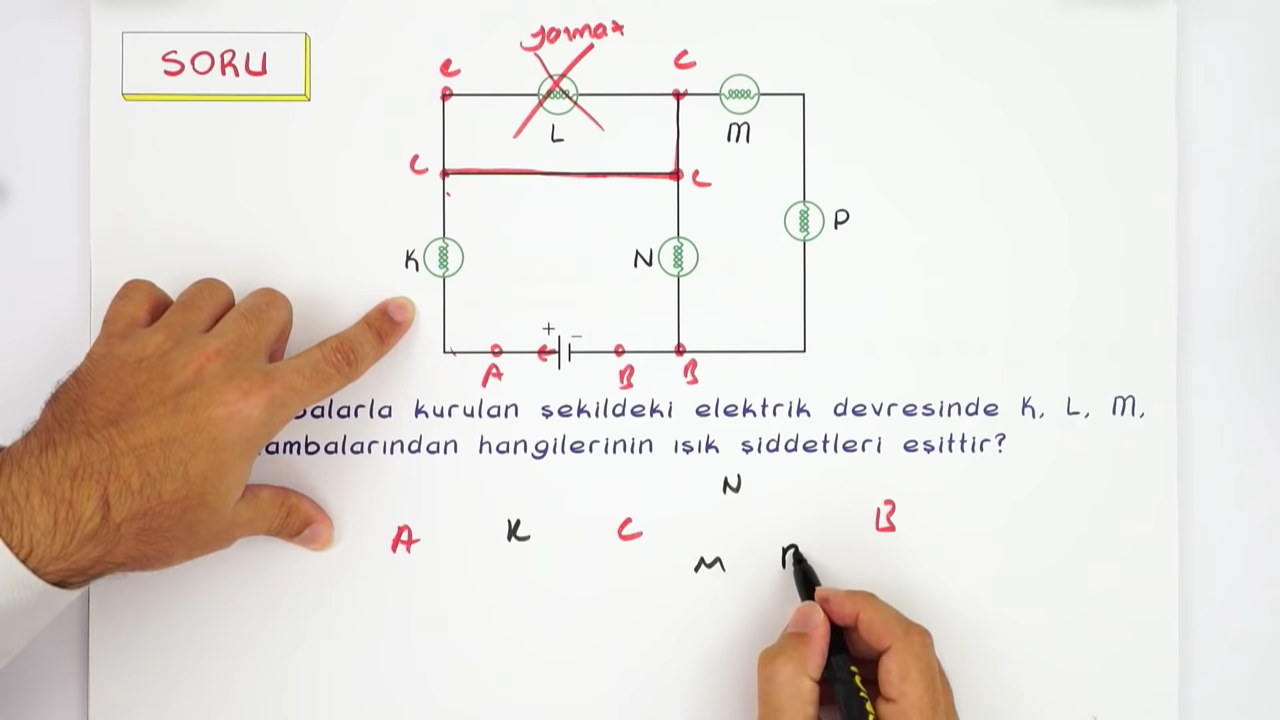 SORU
yanmaz
C
C
L
M
C
C
P
K
N
+
-
A
B
B
balarla kurulan şekildeki elektrik devresinde K, L, M,
ambalarından hangilerinin ışık şiddetleri eşittir?
N
A K C B
M